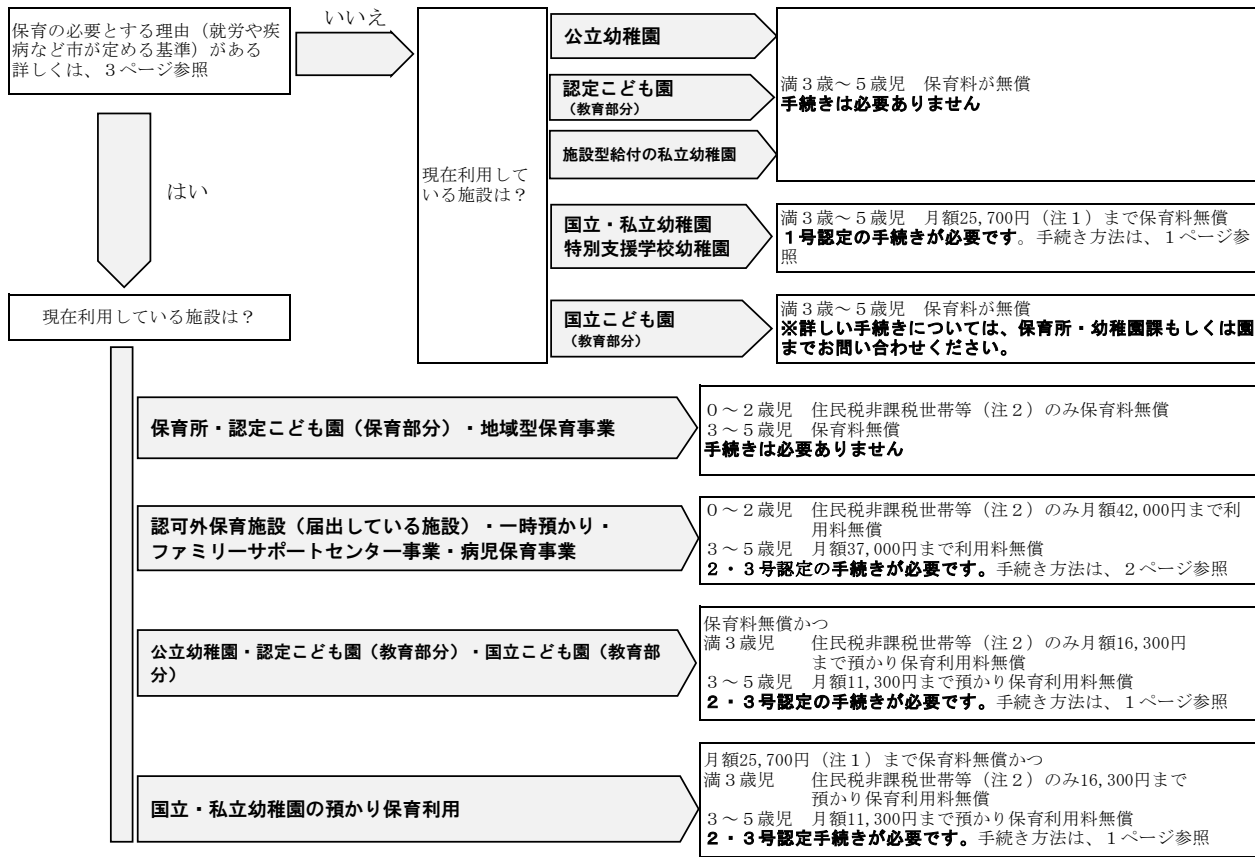 保育の必要とする理由（就労や疾
病など市が定める基準）がある
詳しくは、３ページ参照
いいえ
はい
現在利用して
いる施設は？
公立幼稚園
認定こども園
（教育部分）
施設型給付の私立幼稚園
満３歳～５歳児　保育料が無償
手続きは必要ありません
国立・私立幼稚園
特別支援学校幼稚園
満３歳～５歳児　月額25,700円（注１）まで保育料無償
１号認定の手続きが必要です。手続き方法は、１ページ参
照
国立こども園
（教育部分）
満３歳～５歳児　保育料が無償
※詳しい手続きについては、保育所・幼稚園課もしくは園
までお問い合わせください。
現在利用している施設は？
保育所・認定こども園（保育部分）・地域型保育事業
０～２歳児　住民税非課税世帯等（注２）のみ保育料無償
３～５歳児　保育料無償
手続きは必要ありません
認可外保育施設（届出している施設）・一時預かり・
ファミリーサポートセンター事業・病児保育事業
０～２歳児　住民税非課税世帯等（注２）のみ月額42,000円まで利
用料無償
３～５歳児　月額37,000円まで利用料無償
２・３号認定の手続きが必要です。手続き方法は、２ページ参照
公立幼稚園・認定こども園（教育部分）・国立こども園（教育部
分）
保育料無償かつ
満３歳児　　住民税非課税世帯等（注２）のみ月額16,300円
まで預かり保育利用料無償
３～５歳児　月額11,300円まで預かり保育利用料無償
２・３号認定の手続きが必要です。手続き方法は、１ページ参照
国立・私立幼稚園の預かり保育利用
月額25,700円（注１）まで保育料無償かつ
満３歳児　　住民税非課税世帯等（注２）のみ16,300円まで
預かり保育利用料無償
３～５歳児　月額11,300円まで預かり保育利用料無償
２・３号認定手続きが必要です。手続き方法は、１ページ参照